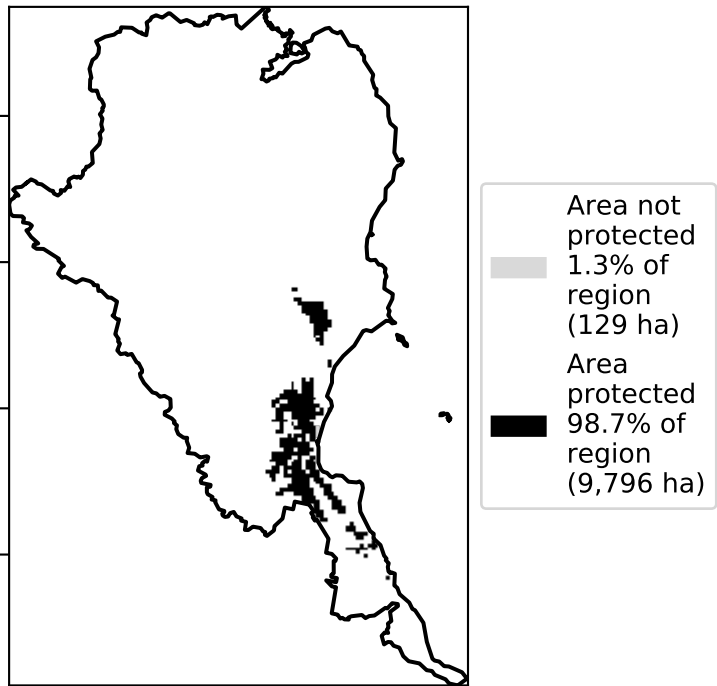 Area not
protected
1.3% of
region
(129 ha)
Area
protected
98.7% of
region
(9,796 ha)